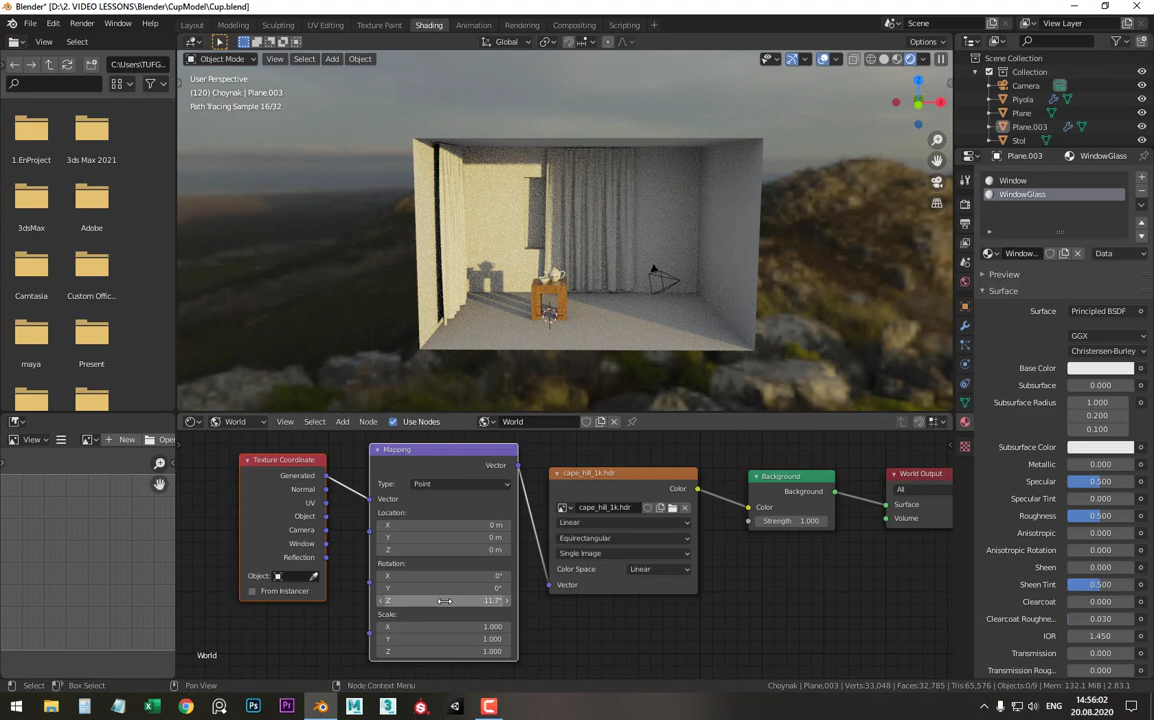 Blender* [D:\2. VIDEO LESSONS\Blender\CupModel\Cup.blend]
File Edit Render Window Help Layout Modeling Sculpting UV Editing Texture Paint Shading Animation Rendering Compositing Scripting + Scene View Layer
View Select Global Options
C:\Users\TUFG...
Object Mode View Select Add Object
User Perspective
(120) Choynak | Plane.003
Path Tracing Sample 16/32
Z
X
1.EnProject 3ds Max 2021
3dsMax Adobe
Camtasia Custom Offic...
maya Present
Scene Collection
Collection
Camera
Piyola
Plane
Plane.003
Stol
Plane.003 WindowGlass
Window
WindowGlass
Window... Data
Preview
Surface
Surface Principled BSDF
GGX
Christensen-Burley
Base Color
Subsurface 0.000
Subsurface Radius 1.000
0.200
0.100
Subsurface Color
Metallic 0.000
Specular 0.500
Specular Tint 0.000
Roughness 0.500
Anisotropic 0.000
Anisotropic Rotation 0.000
Sheen 0.000
Sheen Tint 0.500
Clearcoat 0.000
Clearcoat Roughne... 0.030
IOR 1.450
Transmission 0.000
Transmission Roug... 0.000
View New Open
World View Select Add Node Use Nodes World
Texture Coordinate
Generated
Normal
UV
Object
Camera
Window
Reflection
Object:
From Instancer
Mapping
Vector
Type: Point
Vector
Location:
X 0 m
Y 0 m
Z 0 m
Rotation:
X 0°
Y 0°
Z 11.7°
Scale:
X 1.000
Y 1.000
Z 1.000
cape_hill_1k.hdr
Color
cape_hill_1k.hdr
Linear
Equirectangular
Single Image
Color Space Linear
Vector
Background
Background
Color
Strength 1.000
World Output
All
Surface
Volume
World
Select Box Select Pan View Node Context Menu Choynak | Plane.003 | Verts:33,048 | Faces:32,785 | Tris:65,576 | Objects:0/9 | Mem: 132.1 MiB | 2.83.1
Ps Pr ENG 14:56:02
20.08.2020